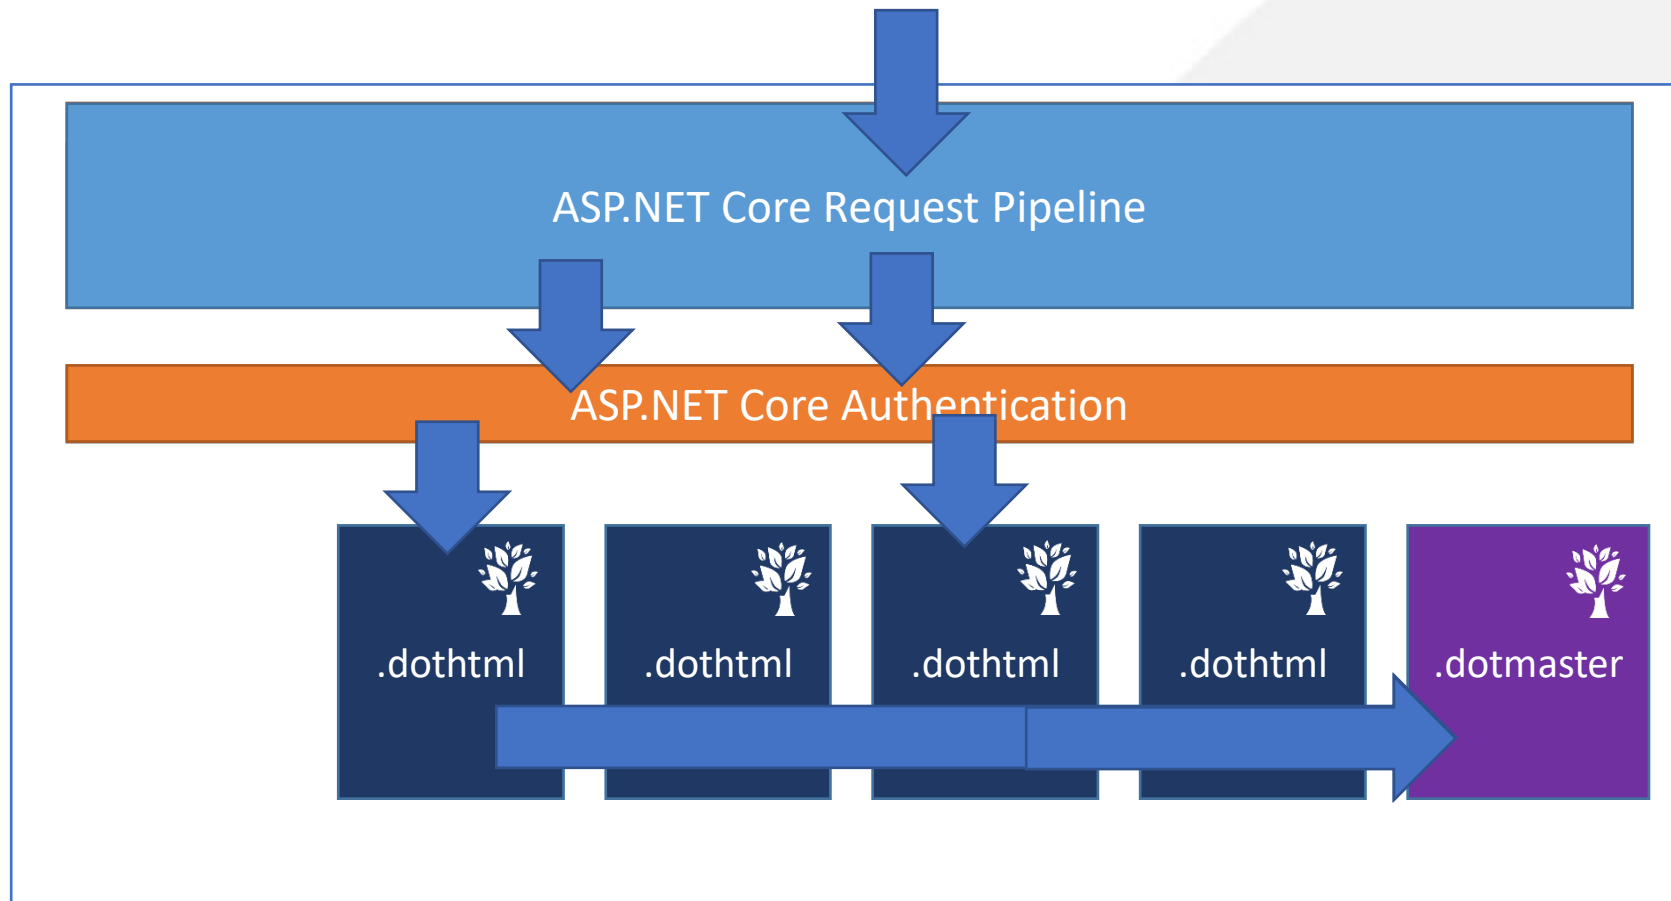 ASP.NET Core Request Pipeline
ASP.NET Core Authentication
.dothtml
.dothtml
.dothtml
.dothtml
.dotmaster